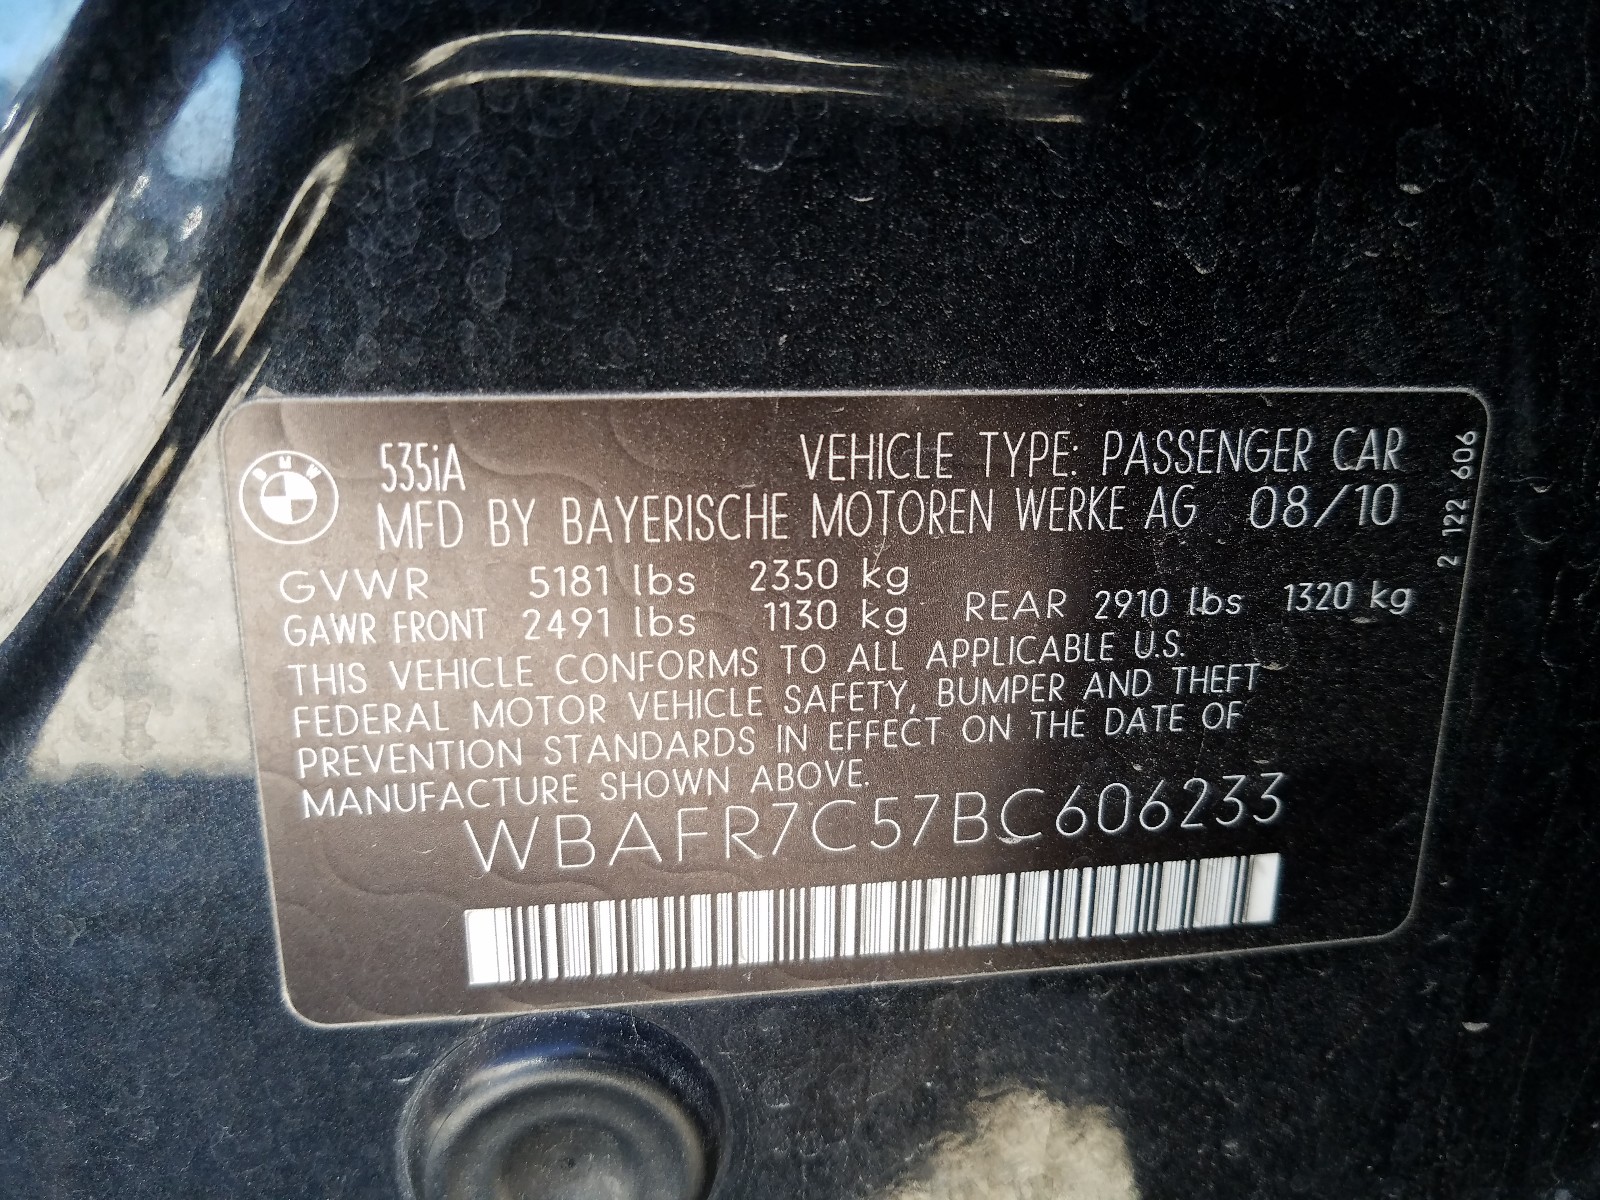 BMW
535iA VEHICLE TYPE: PASSENGER CAR
MFD BY BAYERISCHE MOTOREN WERKE AG 08/10
GVWR 5181 lbs 2350 kg
GAWR FRONT 2491 lbs 1130 kg REAR 2910 lbs 1320 kg
THIS VEHICLE CONFORMS TO ALL APPLICABLE U.S.
FEDERAL MOTOR VEHICLE SAFETY, BUMPER AND THEFT
PREVENTION STANDARDS IN EFFECT ON THE DATE OF
MANUFACTURE SHOWN ABOVE.
WBAFR7C57BC606233
2 122 606